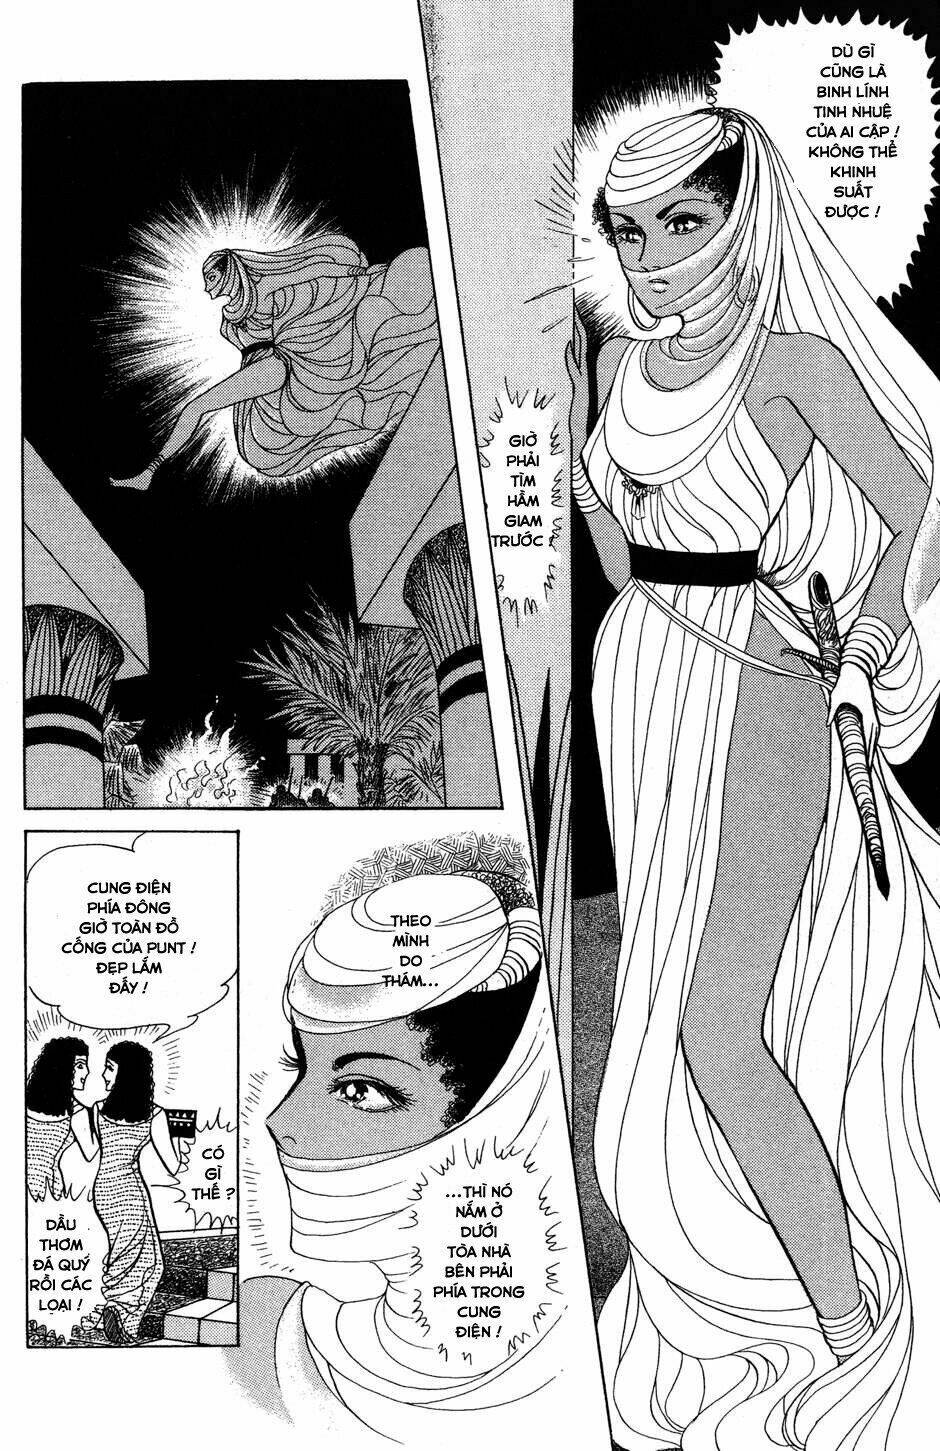 DÙ GÌ
CŨNG LÀ
BINH LÍNH
TINH NHUỆ
CỦA AI CẬP !
KHÔNG THỂ
KHINH
SUẤT
ĐƯỢC !
GIỜ
PHẢI
TÌM
HẦM
GIAM
TRƯỚC !
THEO
MÌNH
DO
THÁM...
...THÌ NÓ
NẮM Ở
DƯỚI
TÒA NHÀ
BÊN PHẢI
PHÍA TRONG
CUNG
ĐIỆN !
CUNG ĐIỆN
PHÍA ĐÔNG
GIỜ TOÀN ĐỒ
CỐNG CỦA PUNT !
ĐẸP LẮM
ĐẤY !
CÓ
GÌ
THẾ ?
DẦU
THƠM
ĐÁ QUÝ
RỒI CÁC
LOẠI !